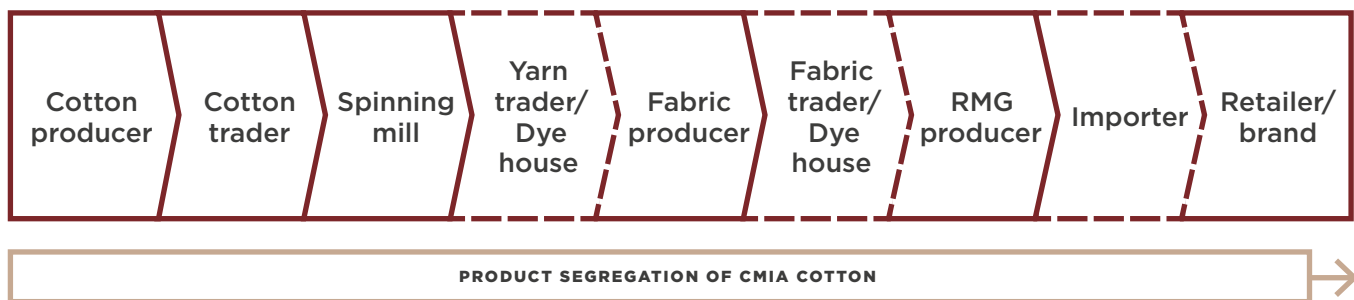 Cotton
producer
Cotton
trader
Spinning
mill
Yarn
trader/
Dye
house
Fabric
producer
Fabric
trader/
Dye
house
RMG
producer
Importer
Retailer/
brand
PRODUCT SEGREGATION OF CMIA COTTON